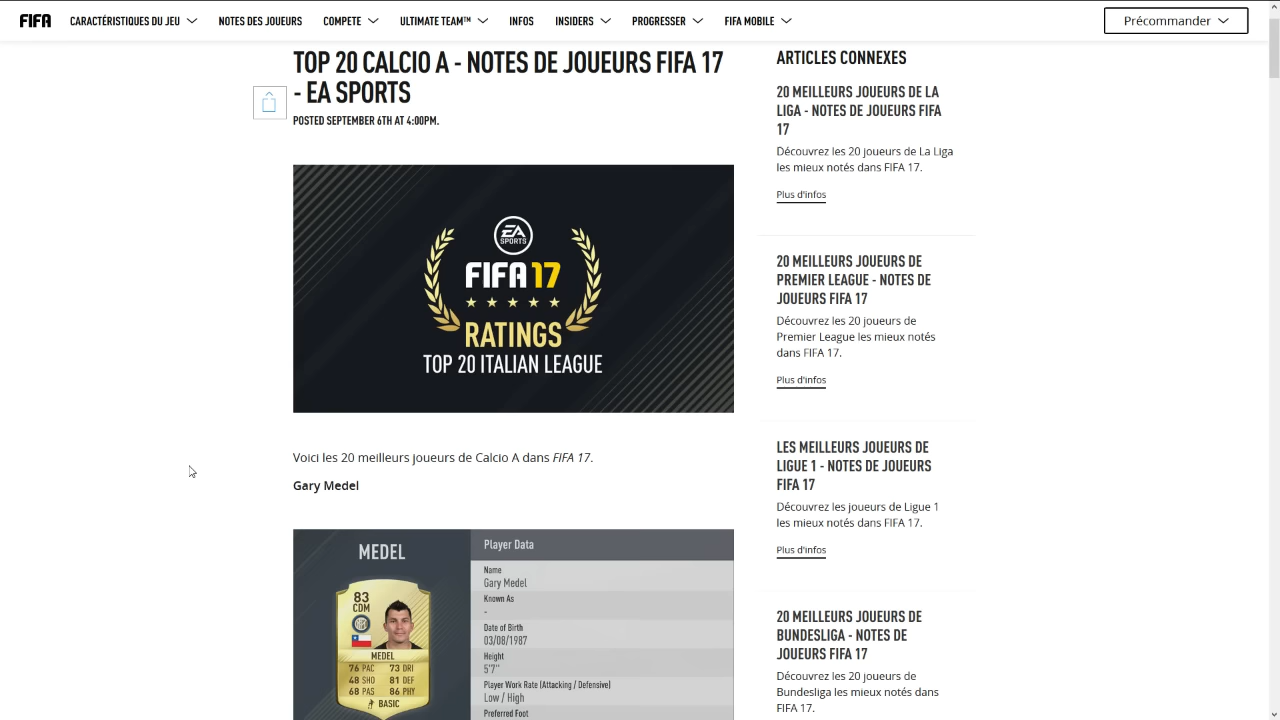 FIFA
CARACTÉRISTIQUES DU JEU
NOTES DES JOUEURS
COMPETE
ULTIMATE TEAM™
INFOS
INSIDERS
PROGRESSER
FIFA MOBILE
Précommander
TOP 20 CALCIO A - NOTES DE JOUEURS FIFA 17
- EA SPORTS
POSTED SEPTEMBER 6TH AT 4:00PM.
EA
SPORTS
FIFA 17
RATINGS
TOP 20 ITALIAN LEAGUE
Voici les 20 meilleurs joueurs de Calcio A dans FIFA 17.
Gary Medel
MEDEL
83
CDM
MEDEL
76 PAC 73 DRI
48 SHO 81 DEF
68 PAS 86 PHY
BASIC
Player Data
Name
Gary Medel
Known As
-
Date of Birth
03/08/1987
Height
5'7"
Player Work Rate (Attacking / Defensive)
Low / High
Preferred Foot
ARTICLES CONNEXES
20 MEILLEURS JOUEURS DE LA
LIGA - NOTES DE JOUEURS FIFA
17
Découvrez les 20 joueurs de La Liga
les mieux notés dans FIFA 17.
Plus d'infos
20 MEILLEURS JOUEURS DE
PREMIER LEAGUE - NOTES DE
JOUEURS FIFA 17
Découvrez les 20 joueurs de
Premier League les mieux notés
dans FIFA 17.
Plus d'infos
LES MEILLEURS JOUEURS DE
LIGUE 1 - NOTES DE JOUEURS
FIFA 17
Découvrez les joueurs de Ligue 1
les mieux notés dans FIFA 17.
Plus d'infos
20 MEILLEURS JOUEURS DE
BUNDESLIGA - NOTES DE
JOUEURS FIFA 17
Découvrez les 20 joueurs de
Bundesliga les mieux notés dans
FIFA 17.